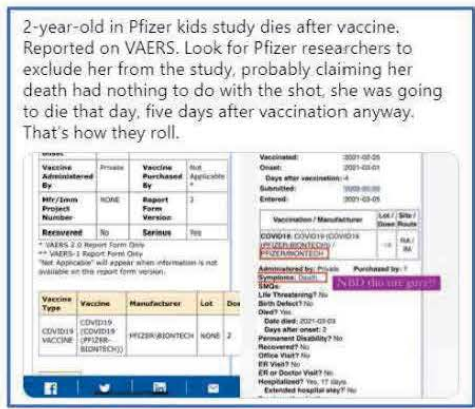 2-year-old in Pfizer kids study dies after vaccine.
Reported on VAERS. Look for Pfizer researchers to
exclude her from the study, probably claiming her
death had nothing to do with the shot, she was going
to die that day, five days after vaccination anyway.
That's how they roll.
Onset
Vaccine Administered By
Private
Vaccine Purchased By
Not Applicable *
Mfr/Imm Project Number
NONE
Report Form Version
2
Recovered
No
Serious
Yes
* VAERS 2.0 Report Form Only
** VAERS-1 Report Form Only
"Not Applicable" will appear when information is not
available on this report form version.
Vaccine Type
Vaccine
Manufacturer
Lot
Dos
COVID19 VACCINE
COVID19 (COVID19 (PFIZER-BIONTECH))
PFIZER\BIONTECH
NONE
2
Vaccinated: 2021-02-25
Onset: 2021-03-01
Days after vaccination: 4
Submitted: 0000-00-00
Entered: 2021-03-05
Vaccination / Manufacturer
Lot / Dose
Site / Route
COVID19: COVID19 (COVID19
(PFIZER-BIONTECH)) /
PFIZER/BIONTECH
Administered by: Private Purchased by: ?
Symptoms: Death
SMQs:
NBD tho use guyz!!
Life Threatening? No
Birth Defect? No
Died? Yes
Date died: 2021-03-03
Days after onset: 2
Permanent Disability? No
Recovered? No
Office Visit? No
ER Visit? No
ER or Doctor Visit? No
Hospitalized? Yes, 17 days
Extended hospital stay? No